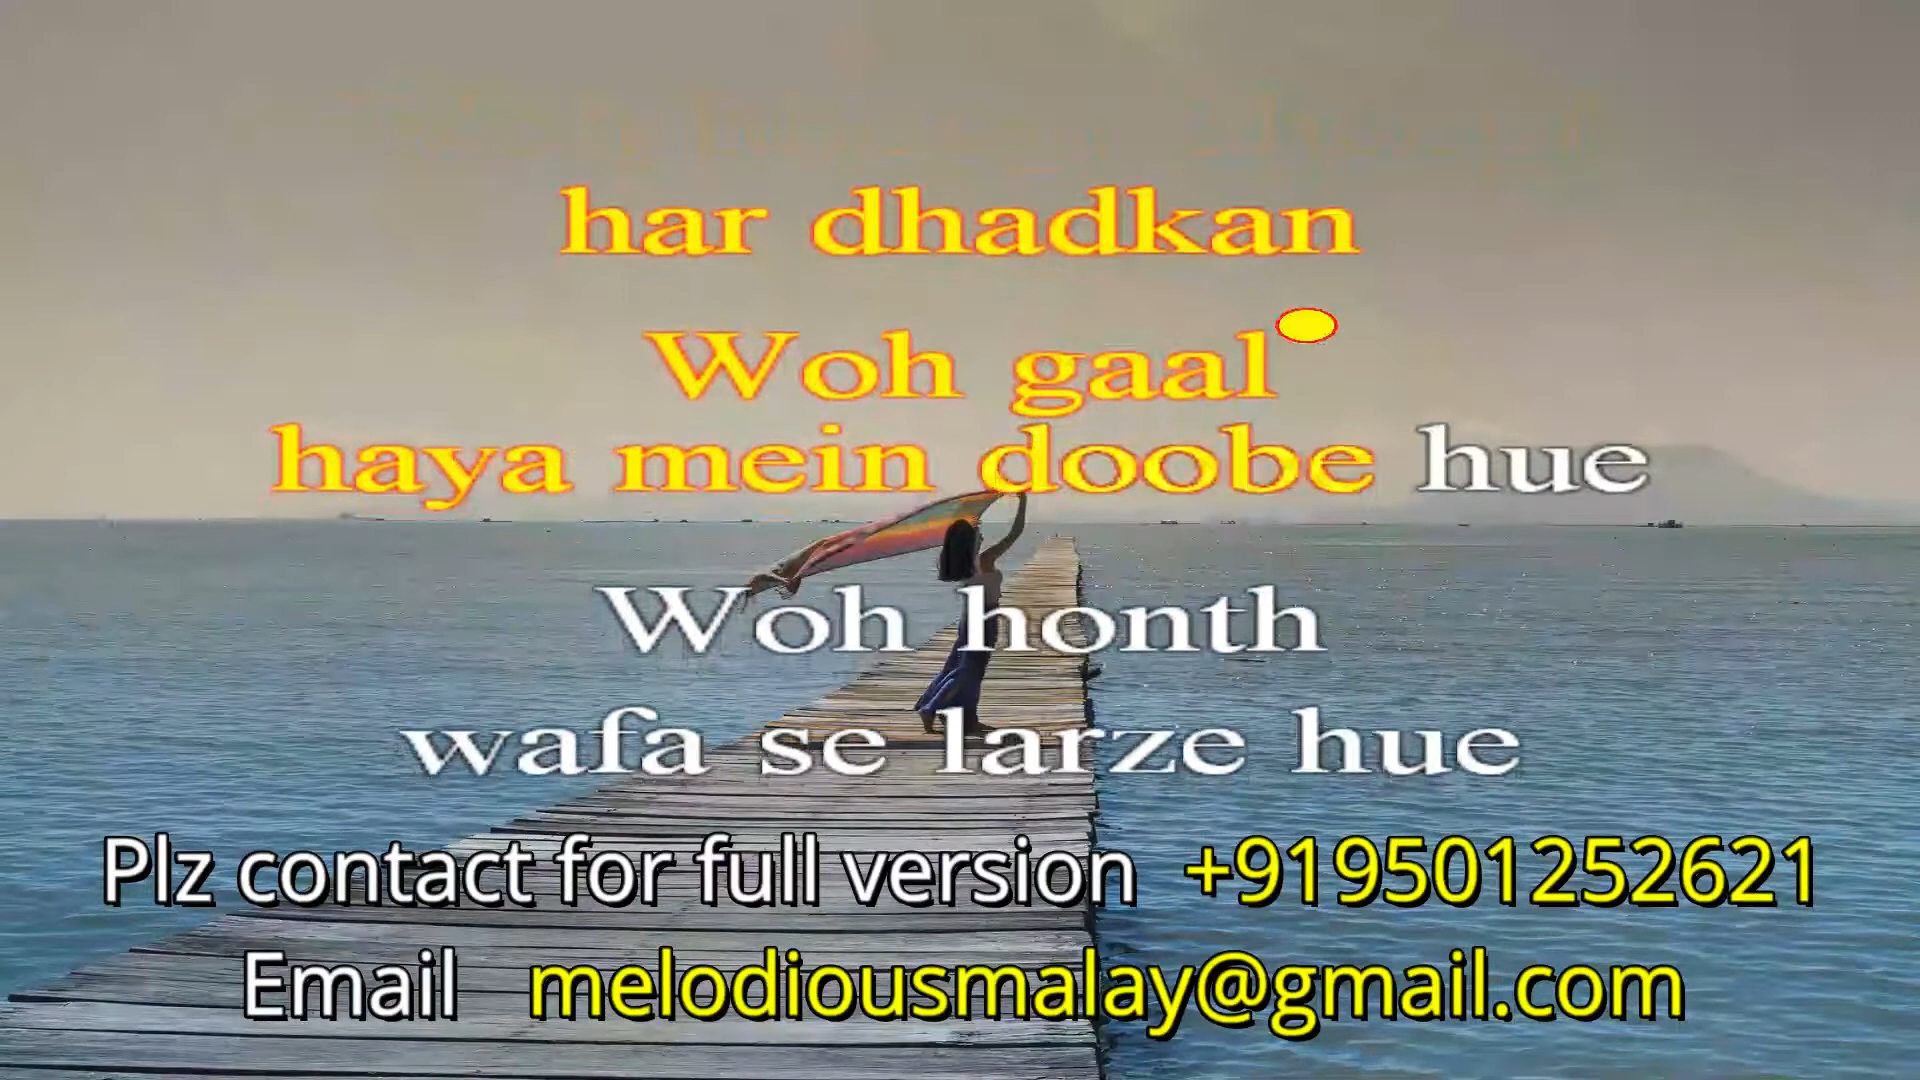 har dhadkan
Woh gaal
haya mein doobe hue
Woh honth
wafa se larze hue
Plz contact for full version +919501252621
Email melodiousmalay@gmail.com